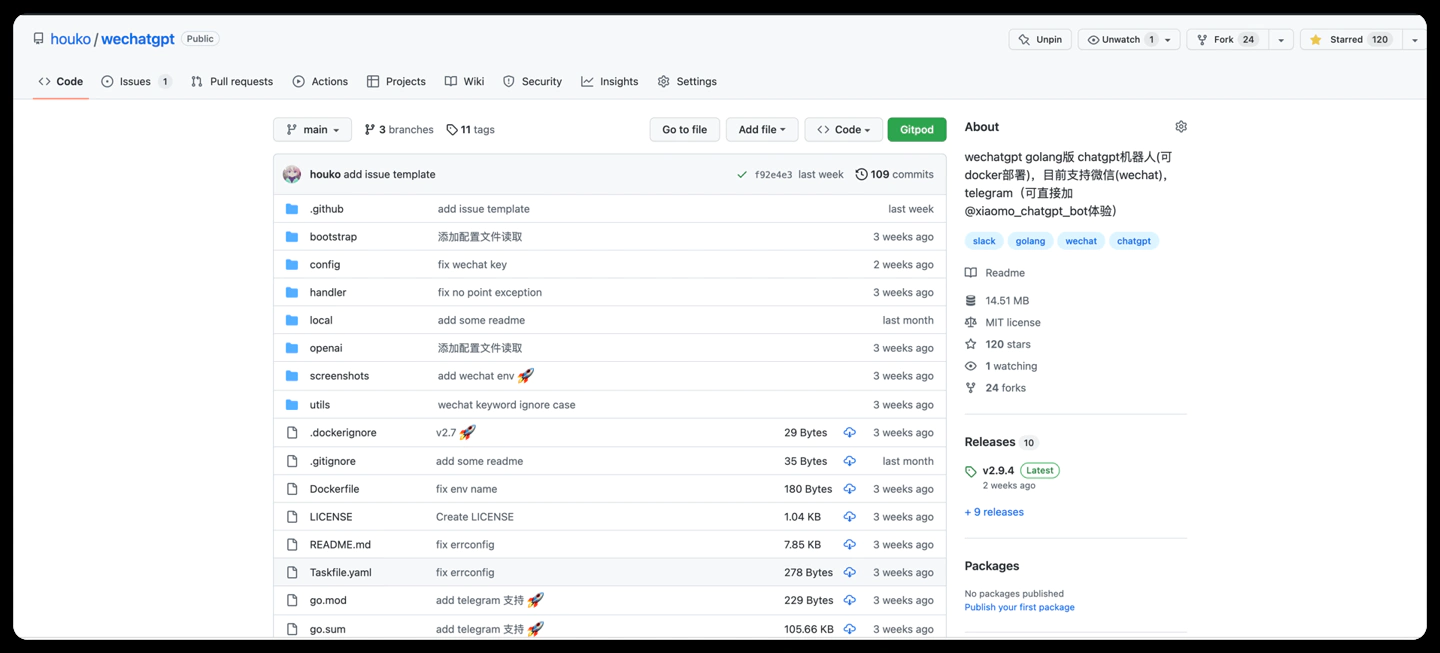 houko / wechatgpt Public
Unpin Unwatch 1 Fork 24 Starred 120
Code Issues 1 Pull requests Actions Projects Wiki Security Insights Settings
main 3 branches 11 tags Go to file Add file Code Gitpod
houko add issue template f92e4e3 last week 109 commits
.github add issue template last week
bootstrap 添加配置文件读取 3 weeks ago
config fix wechat key 2 weeks ago
handler fix no point exception 3 weeks ago
local add some readme last month
openai 添加配置文件读取 3 weeks ago
screenshots add wechat env 🚀 3 weeks ago
utils wechat keyword ignore case 3 weeks ago
.dockerignore v2.7 🚀 29 Bytes 3 weeks ago
.gitignore add some readme 35 Bytes last month
Dockerfile fix env name 180 Bytes 3 weeks ago
LICENSE Create LICENSE 1.04 KB 3 weeks ago
README.md fix errconfig 7.85 KB 3 weeks ago
Taskfile.yaml fix errconfig 278 Bytes 3 weeks ago
go.mod add telegram 支持 🚀 229 Bytes 3 weeks ago
go.sum add telegram 支持 🚀 105.66 KB 3 weeks ago
About
wechatgpt golang版 chatgpt机器人(可
docker部署)，目前支持微信(wechat)，
telegram（可直接加
@xiaomo_chatgpt_bot体验）
slack golang wechat chatgpt
Readme
14.51 MB
MIT license
120 stars
1 watching
24 forks
Releases 10
v2.9.4 Latest
2 weeks ago
+ 9 releases
Packages
No packages published
Publish your first package